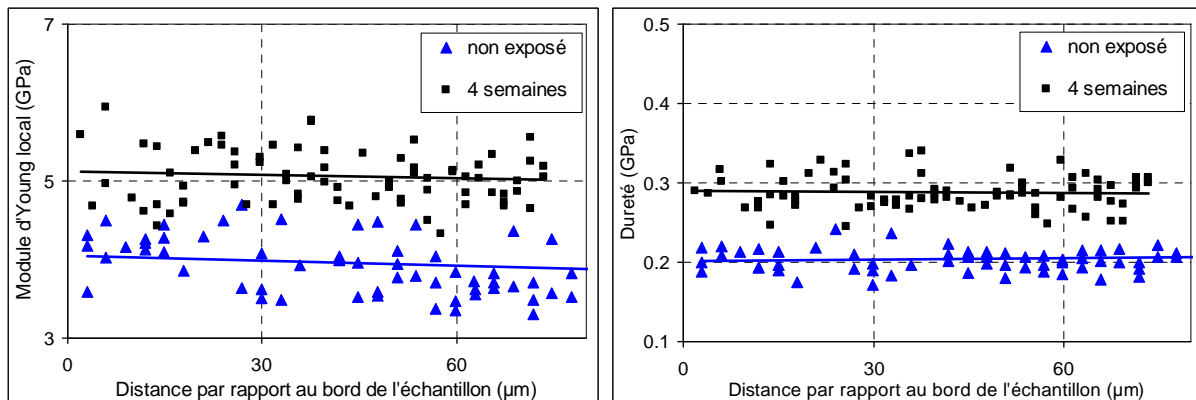 7
5
3
0
30
60
Module d'Young local (GPa)
non exposé
4 semaines
Distance par rapport au bord de l'échantillon (µm)
0.5
0.4
0.3
0.2
0.1
0
30
60
Dureté (GPa)
non exposé
4 semaines
Distance par rapport au bord de l'échantillon (µm)